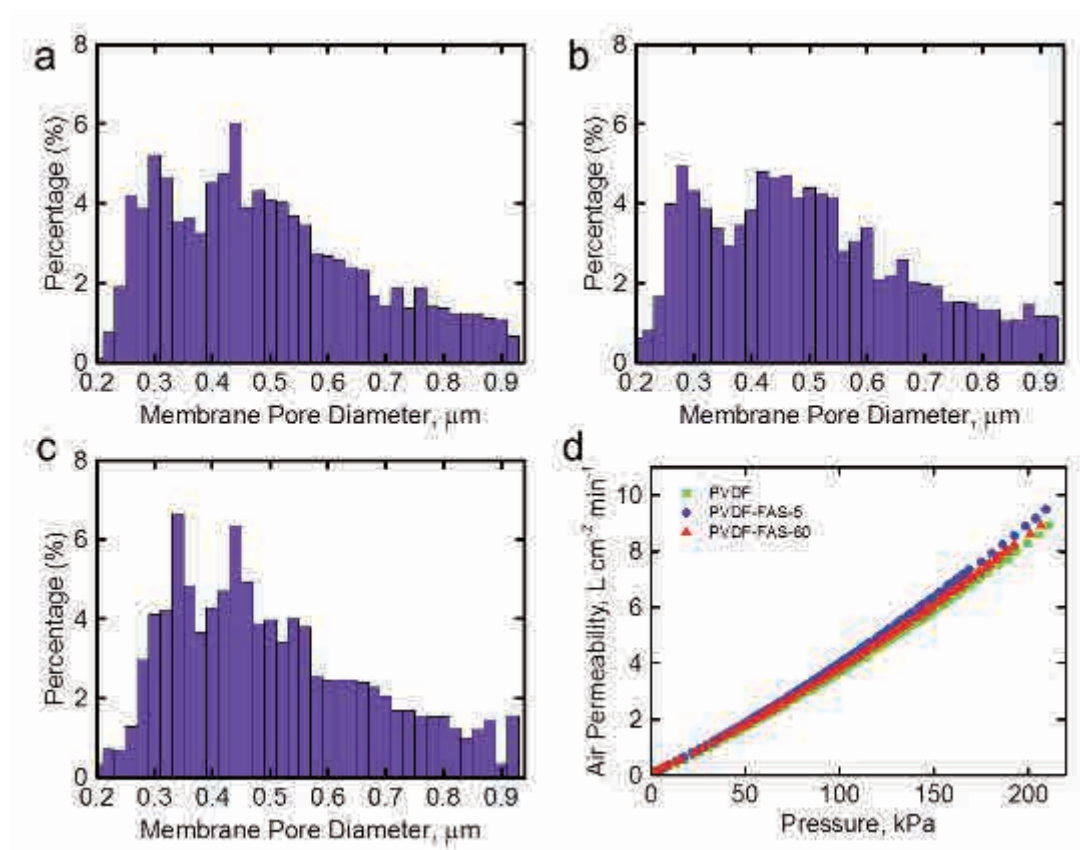 a
8
6
4
2
0
Percentage (%)
0.2 0.3 0.4 0.5 0.6 0.7 0.8 0.9
Membrane Pore Diameter, μm
b
8
6
4
2
0
Percentage (%)
0.2 0.3 0.4 0.5 0.6 0.7 0.8 0.9
Membrane Pore Diameter, μm
c
8
6
4
2
0
Percentage (%)
0.2 0.3 0.4 0.5 0.6 0.7 0.8 0.9
Membrane Pore Diameter, μm
d
10
8
6
4
2
0
Air Permeability, L cm⁻² min⁻¹
PVDF
PVDF-FAS-5
PVDF-FAS-60
0 50 100 150 200
Pressure, kPa